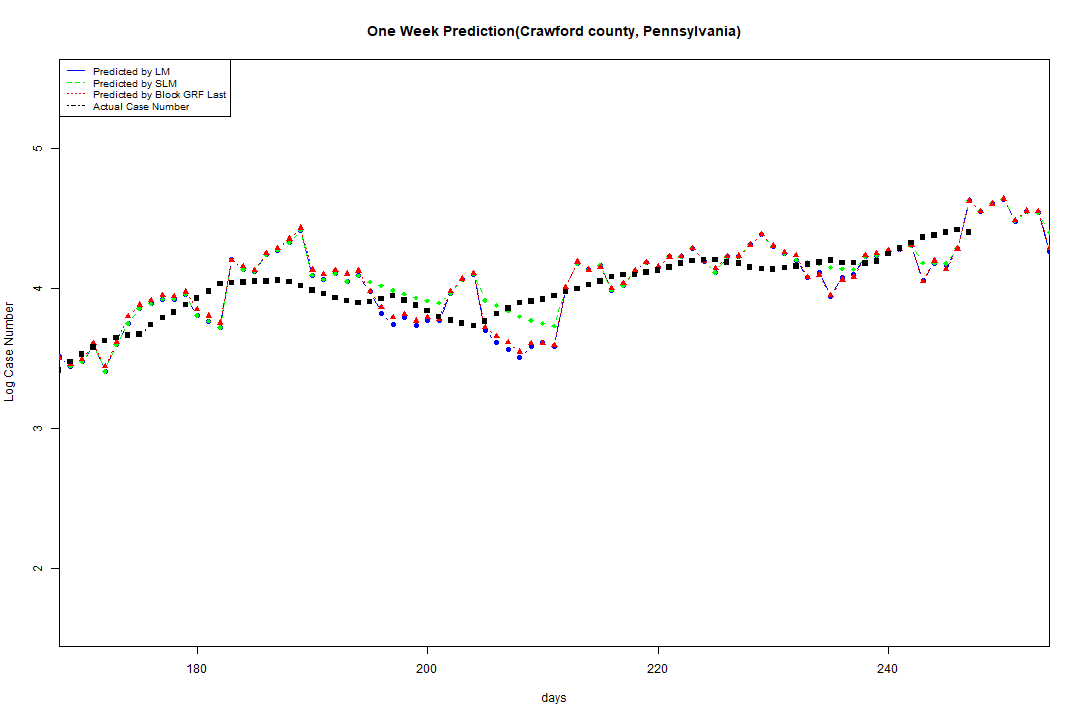 One Week Prediction(Crawford county, Pennsylvania)
Predicted by LM
Predicted by SLM
Predicted by Block GRF Last
Actual Case Number
5
4
3
2
Log Case Number
180 200 220 240
days